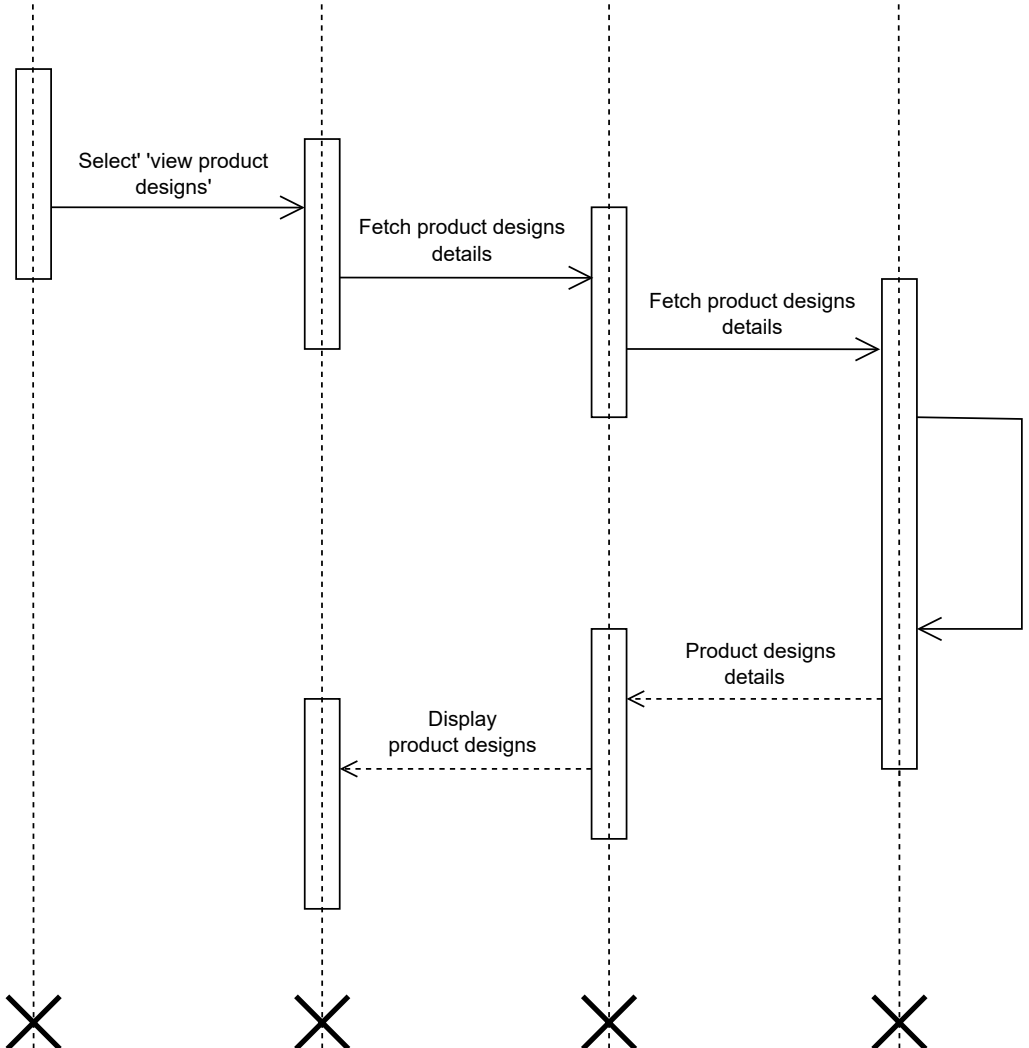 Select' 'view product
designs'
Fetch product designs
details
Fetch product designs
details
Product designs
details
Display
product designs